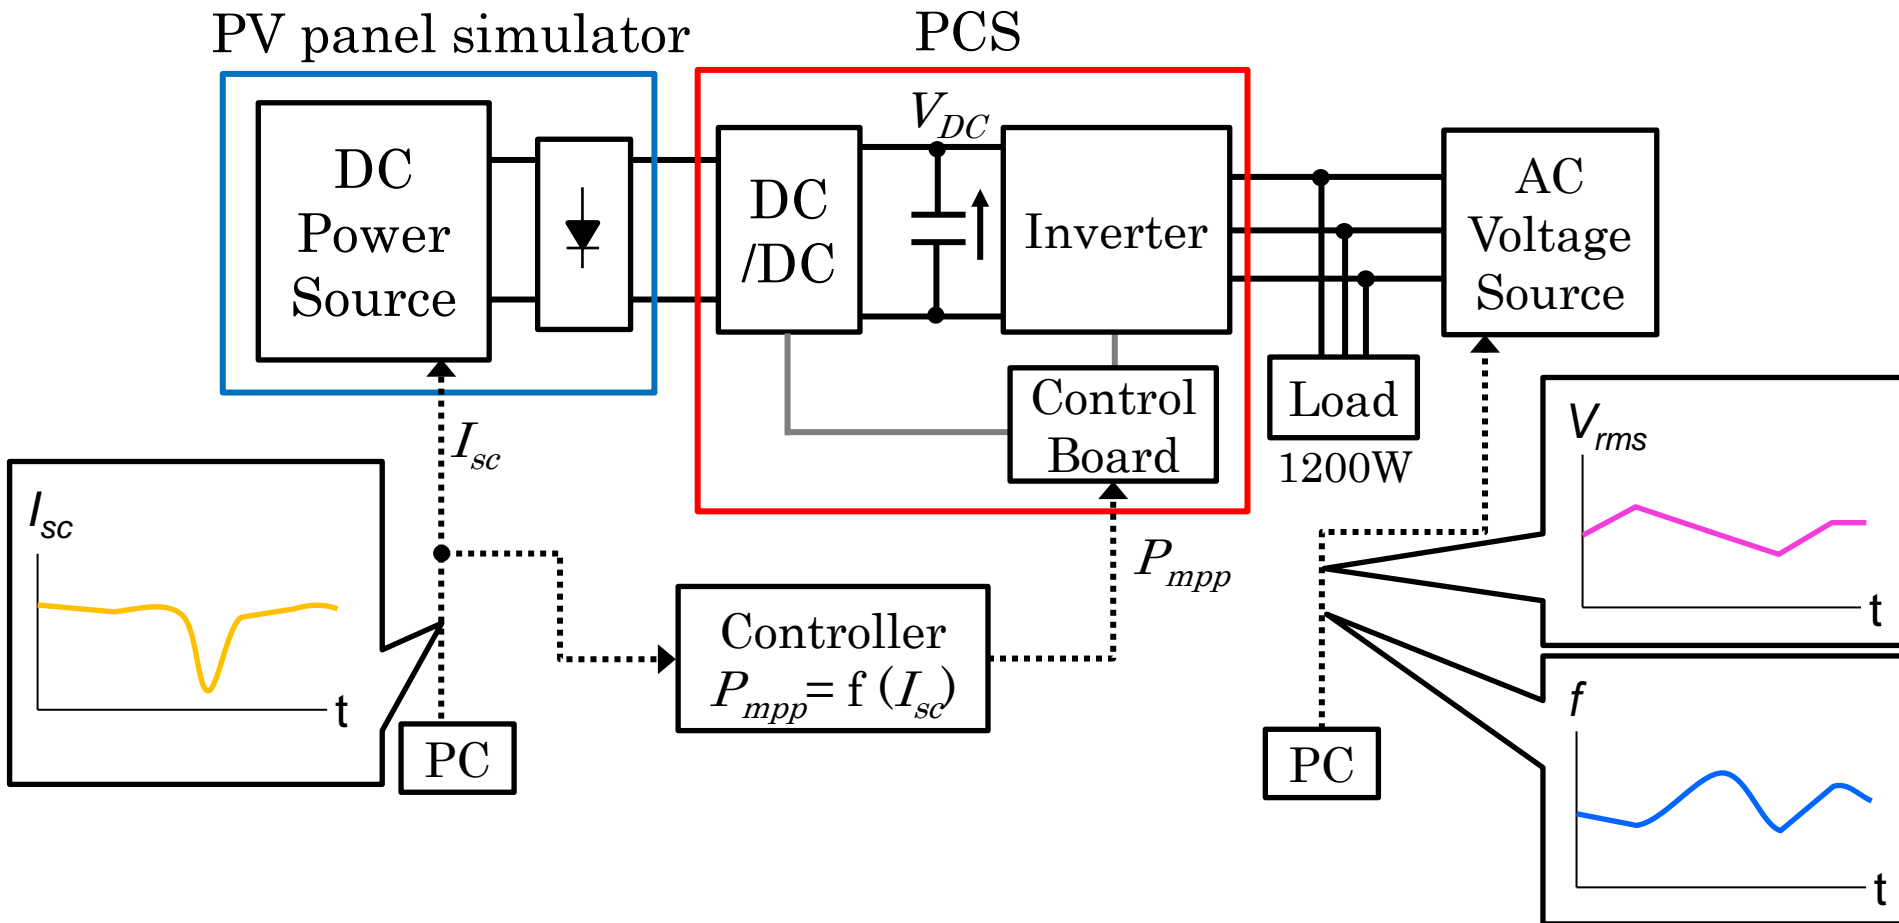 PV panel simulator
PCS
DC
Power
Source
DC
/DC
V_DC
Inverter
AC
Voltage
Source
Control
Board
Load
1200W
I_sc
P_mpp
Controller
P_mpp = f (I_sc)
PC
PC
I_sc
t
V_rms
t
f
t